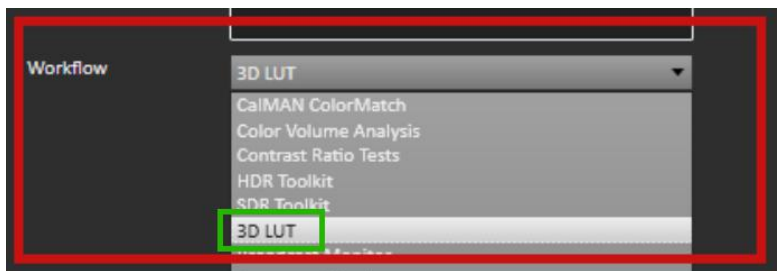 Workflow
3D LUT
CalMAN ColorMatch
Color Volume Analysis
Contrast Ratio Tests
HDR Toolkit
SDR Toolkit
3D LUT